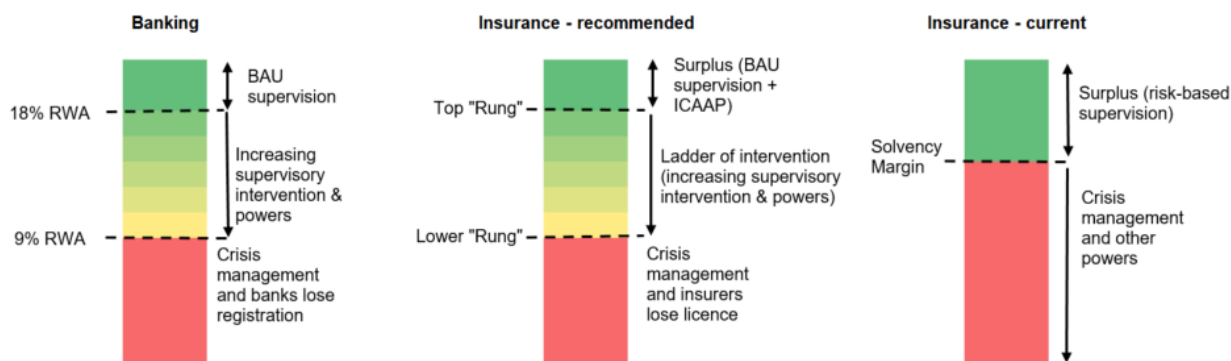 Banking
BAU
supervision
18% RWA
Increasing
supervisory
intervention &
powers
9% RWA
Crisis
management
and banks lose
registration
Insurance - recommended
Surplus (BAU
supervision +
ICAAP)
Top "Rung"
Ladder of intervention
(increasing supervisory
intervention & powers)
Lower "Rung"
Crisis
management
and insurers
lose licence
Insurance - current
Surplus (risk-based
supervision)
Solvency
Margin
Crisis
management
and other
powers